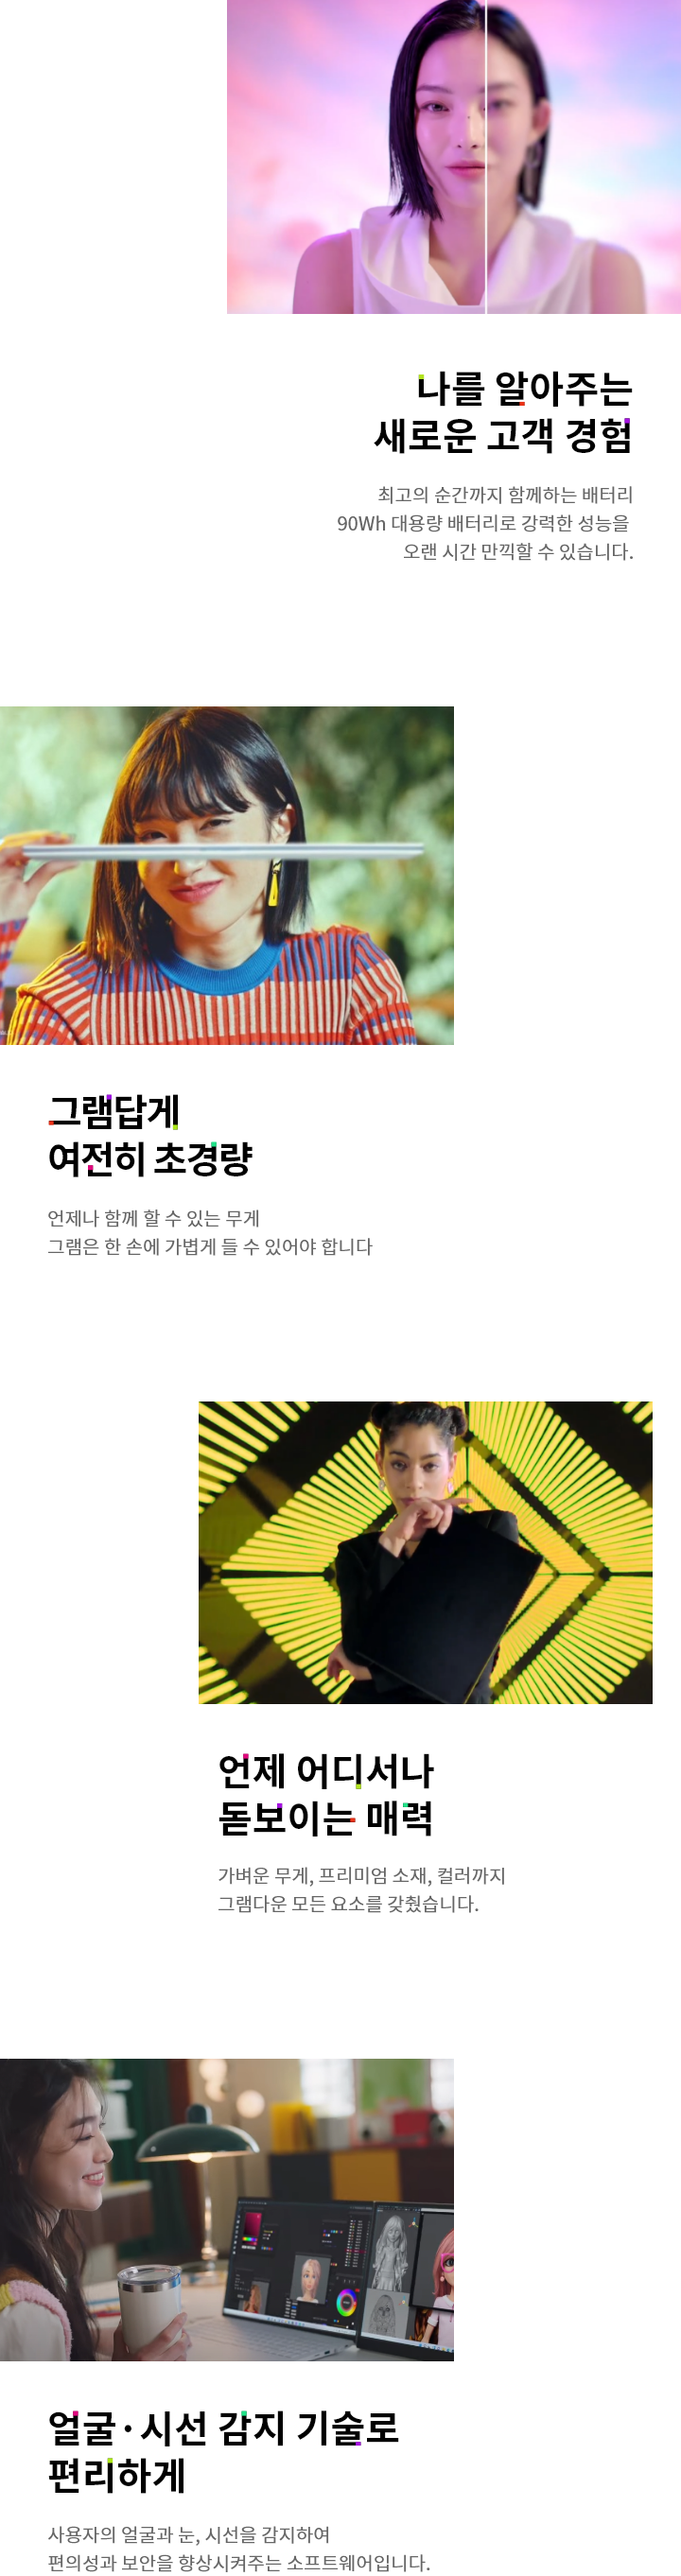 나를 알아주는
새로운 고객 경험
최고의 순간까지 함께하는 배터리
90Wh 대용량 배터리로 강력한 성능을
오랜 시간 만끽할 수 있습니다.
그램답게
여전히 초경량
언제나 함께 할 수 있는 무게
그램은 한 손에 가볍게 들 수 있어야 합니다
언제 어디서나
돋보이는 매력
가벼운 무게, 프리미엄 소재, 컬러까지
그램다운 모든 요소를 갖췄습니다.
얼굴·시선 감지 기술로
편리하게
사용자의 얼굴과 눈, 시선을 감지하여
편의성과 보안을 향상시켜주는 소프트웨어입니다.